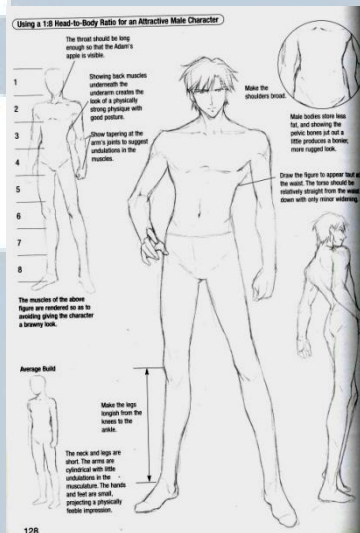 Using a 1:8 Head-to-Body Ratio for an Attractive Male Character
The throat should be long
enough so that the Adam's
apple is visible.
1
2
3
4
5
6
7
8
Showing back muscles
underneath the
underarm creates the
look of a physically
strong physique with
good posture.
Show tapering at the
arm's joints to suggest
undulations in the
muscles.
Make the
shoulders broad.
Male bodies store less
fat, and showing the
pelvic bones jut out a
little produces a bonier,
more rugged look.
Draw the figure to appear taut at
the waist. The torso should be
relatively straight from the waist
down with only minor widening.
The muscles of the above
figure are rendered so as to
avoiding giving the character
a brawny look.
Average Build
Make the legs
longish from the
knees to the
ankle.
The neck and legs are
short. The arms are
cylindrical with little
undulations in the
musculature. The hands
and feet are small,
projecting a physically
feeble impression.
128